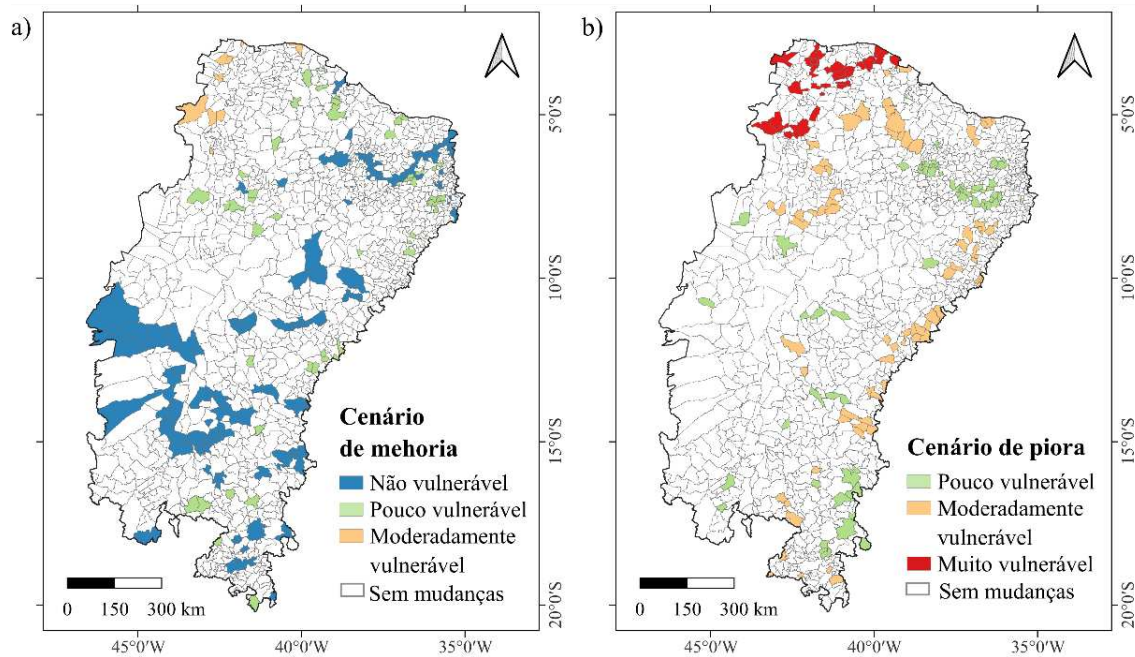 a)
5°0'S
10°0'S
15°0'S
20°0'S
Cenário
de mehoria
Não vulnerável
Pouco vulnerável
Moderadamente
vulnerável
Sem mudanças
0 150 300 km
45°0'W 40°0'W 35°0'W
b)
5°0'S
10°0'S
15°0'S
20°0'S
Cenário de piora
Pouco vulnerável
Moderadamente
vulnerável
Muito vulnerável
Sem mudanças
0 150 300 km
45°0'W 40°0'W 35°0'W